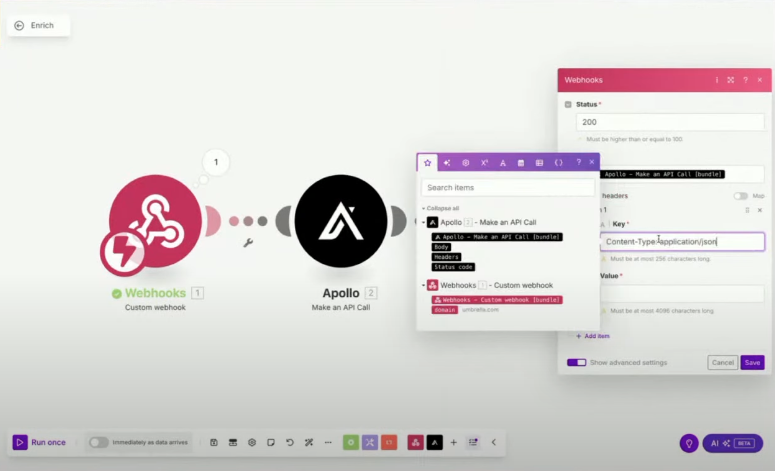 Enrich
Webhooks
Status *
200
Must be higher than or equal to 100.
Apollo – Make an API Call [bundle]
headers
Map
1
Key *
Content-Type:application/json
Must be at most 256 characters long
Value *
Must be at most 4096 characters long
+ Add item
Show advanced settings
Cancel
Save
Search items
Collapse all
Apollo 2 - Make an API Call
Apollo – Make an API Call [bundle]
Body
Headers
Status code
Webhooks 1 - Custom webhook
Webhooks – Custom webhook [bundle]
domain umbrella.com
1
Webhooks 1
Custom webhook
Apollo 2
Make an API Call
Run once
Immediately as data arrives
AI BETA